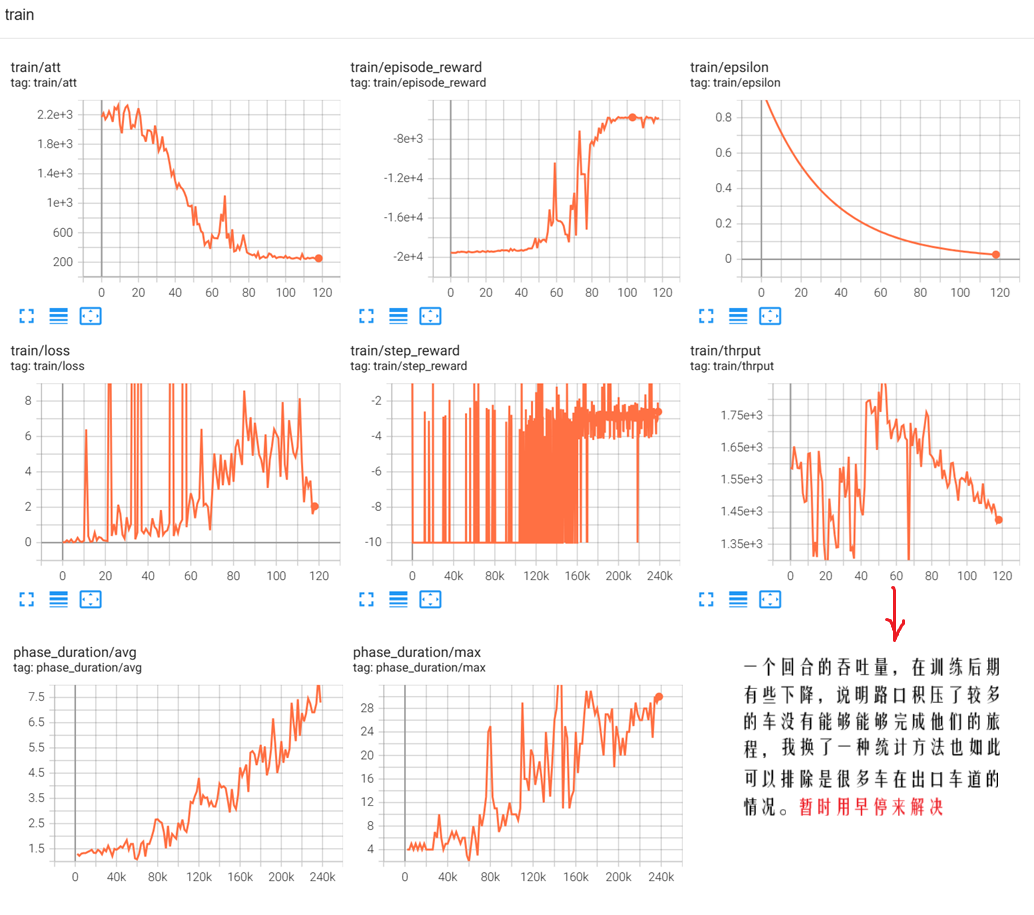 train
train/att
tag: train/att
2.2e+3
1.8e+3
1.4e+3
1e+3
600
200
0 20 40 60 80 100 120
train/episode_reward
tag: train/episode_reward
-8e+3
-1.2e+4
-1.6e+4
-2e+4
0 20 40 60 80 100 120
train/epsilon
tag: train/epsilon
0.8
0.6
0.4
0.2
0
0 20 40 60 80 100 120
train/loss
tag: train/loss
8
6
4
2
0
0 20 40 60 80 100 120
train/step_reward
tag: train/step_reward
-2
-4
-6
-8
-10
0 40k 80k 120k 160k 200k 240k
train/thrput
tag: train/thrput
1.75e+3
1.65e+3
1.55e+3
1.45e+3
1.35e+3
0 20 40 60 80 100 120
phase_duration/avg
tag: phase_duration/avg
7.5
6.5
5.5
4.5
3.5
2.5
1.5
0 40k 80k 120k 160k 200k 240k
phase_duration/max
tag: phase_duration/max
28
24
20
16
12
8
4
0 40k 80k 120k 160k 200k 240k
一个回合的吞吐量，在训练后期
有些下降，说明路口积压了较多
的车没有能够能够完成他们的旅
程，我换了一种统计方法也如此
可以排除是很多车在出口车道的
情况。暂时用早停来解决